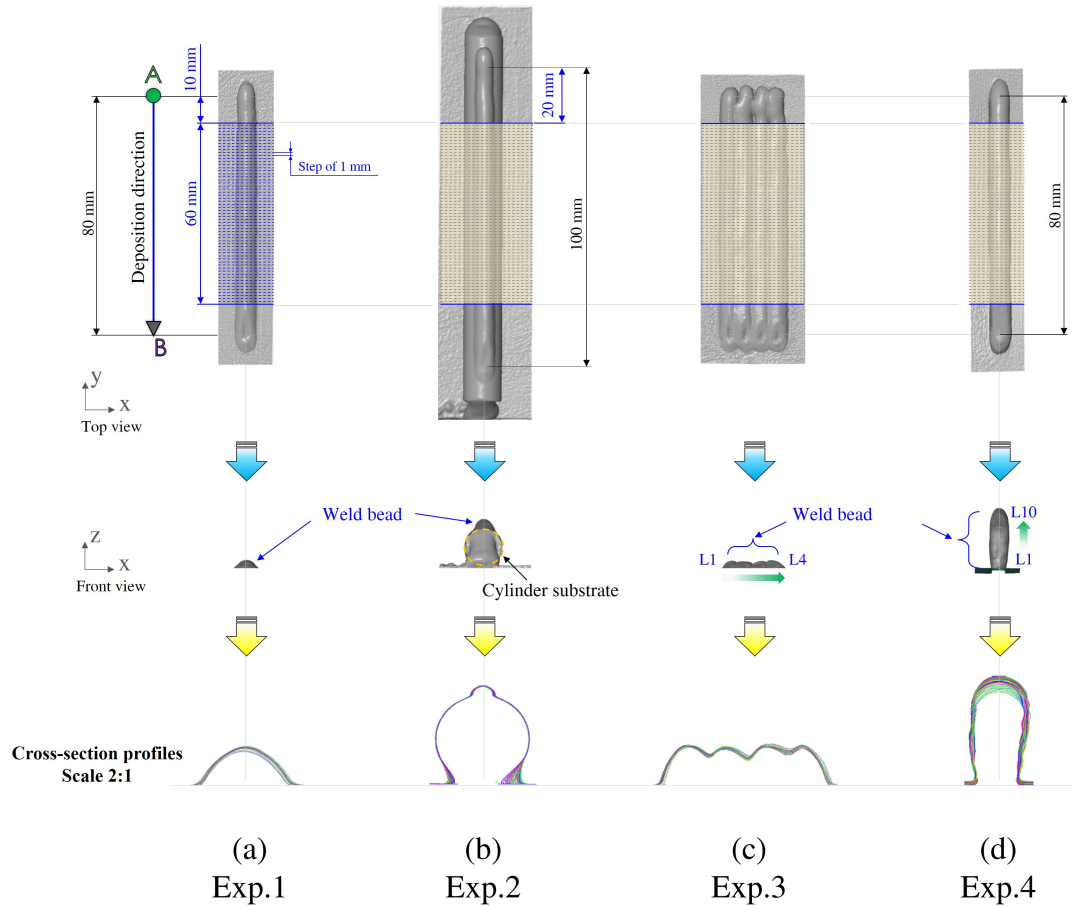 A
10 mm
80 mm
Deposition direction
60 mm
Step of 1 mm
B
20 mm
100 mm
80 mm
y
x
Top view
z
x
Front view
Weld bead
Cylinder substrate
Weld bead
L1
L4
L10
L1
Cross-section profiles
Scale 2:1
(a)
(b)
(c)
(d)
Exp.1
Exp.2
Exp.3
Exp.4